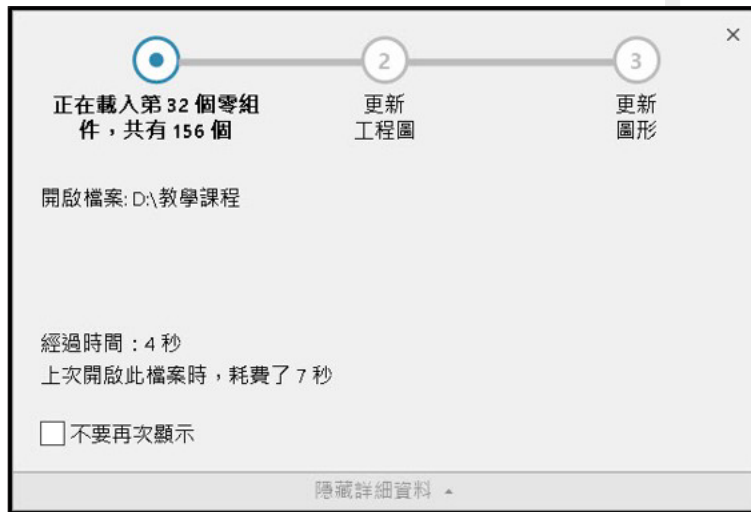 2
3
正在載入第 32 個零組
件，共有 156 個
更新
工程圖
更新
圖形
開啟檔案: D:\教學課程
經過時間：4 秒
上次開啟此檔案時，耗費了 7 秒
不要再次顯示
隱藏詳細資料